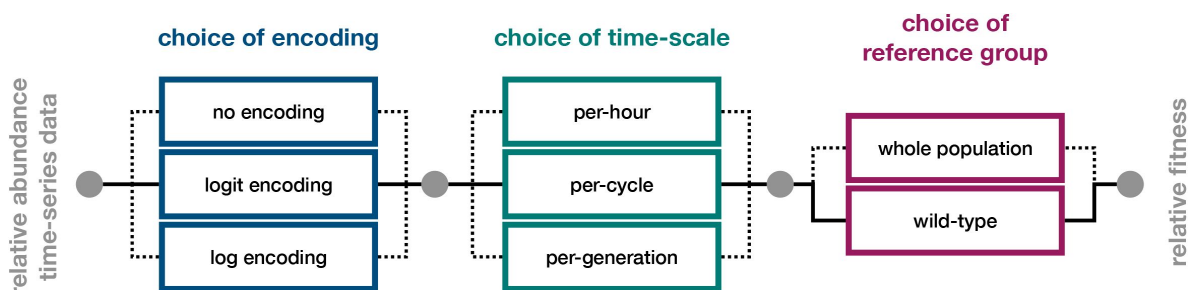 relative abundance
time-series data
choice of encoding
no encoding
logit encoding
log encoding
choice of time-scale
per-hour
per-cycle
per-generation
choice of
reference group
whole population
wild-type
relative fitness